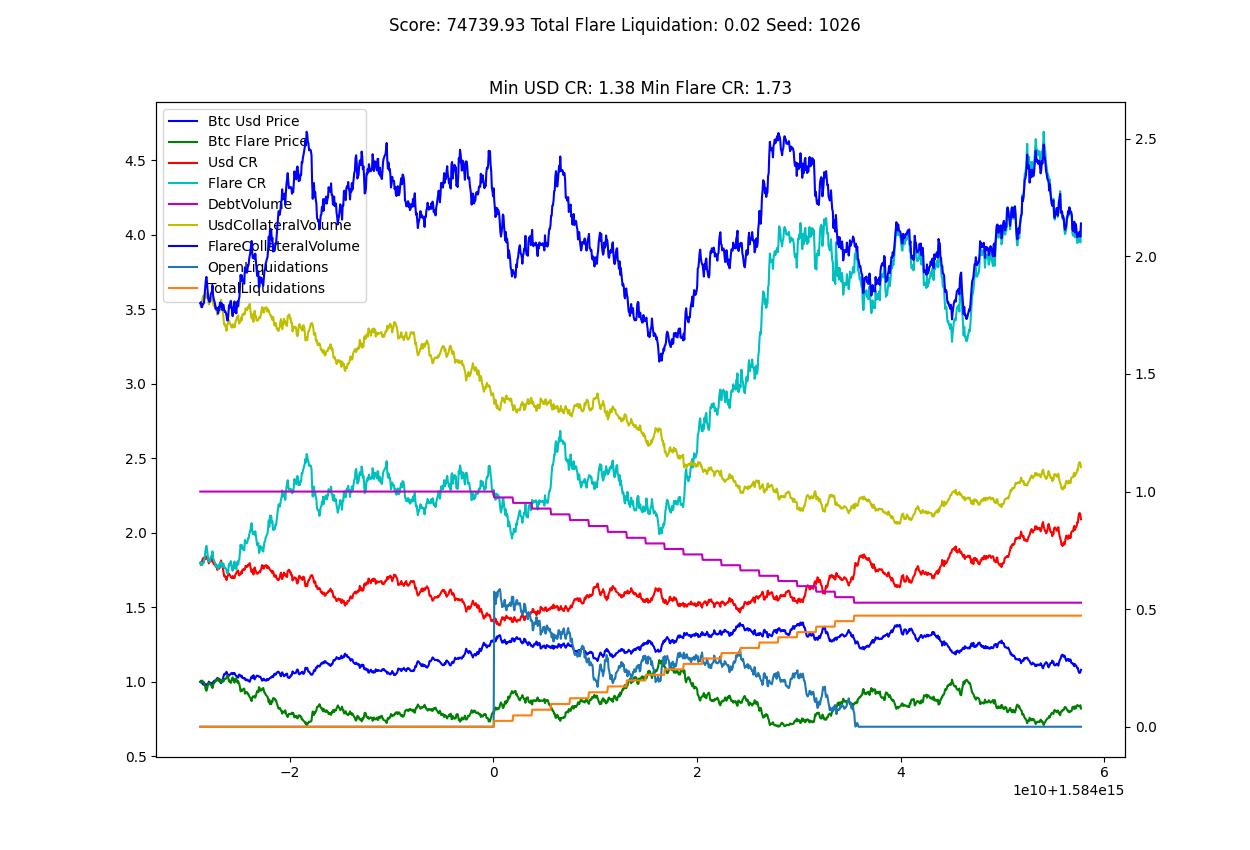 Score: 74739.93 Total Flare Liquidation: 0.02 Seed: 1026
Min USD CR: 1.38 Min Flare CR: 1.73
Btc Usd Price
Btc Flare Price
Usd CR
Flare CR
DebtVolume
UsdCollateralVolume
FlareCollateralVolume
OpenLiquidations
TotalLiquidations
4.5
4.0
3.5
3.0
2.5
2.0
1.5
1.0
0.5
2.5
2.0
1.5
1.0
0.5
0.0
−2 0 2 4 6
1e10+1.584e15